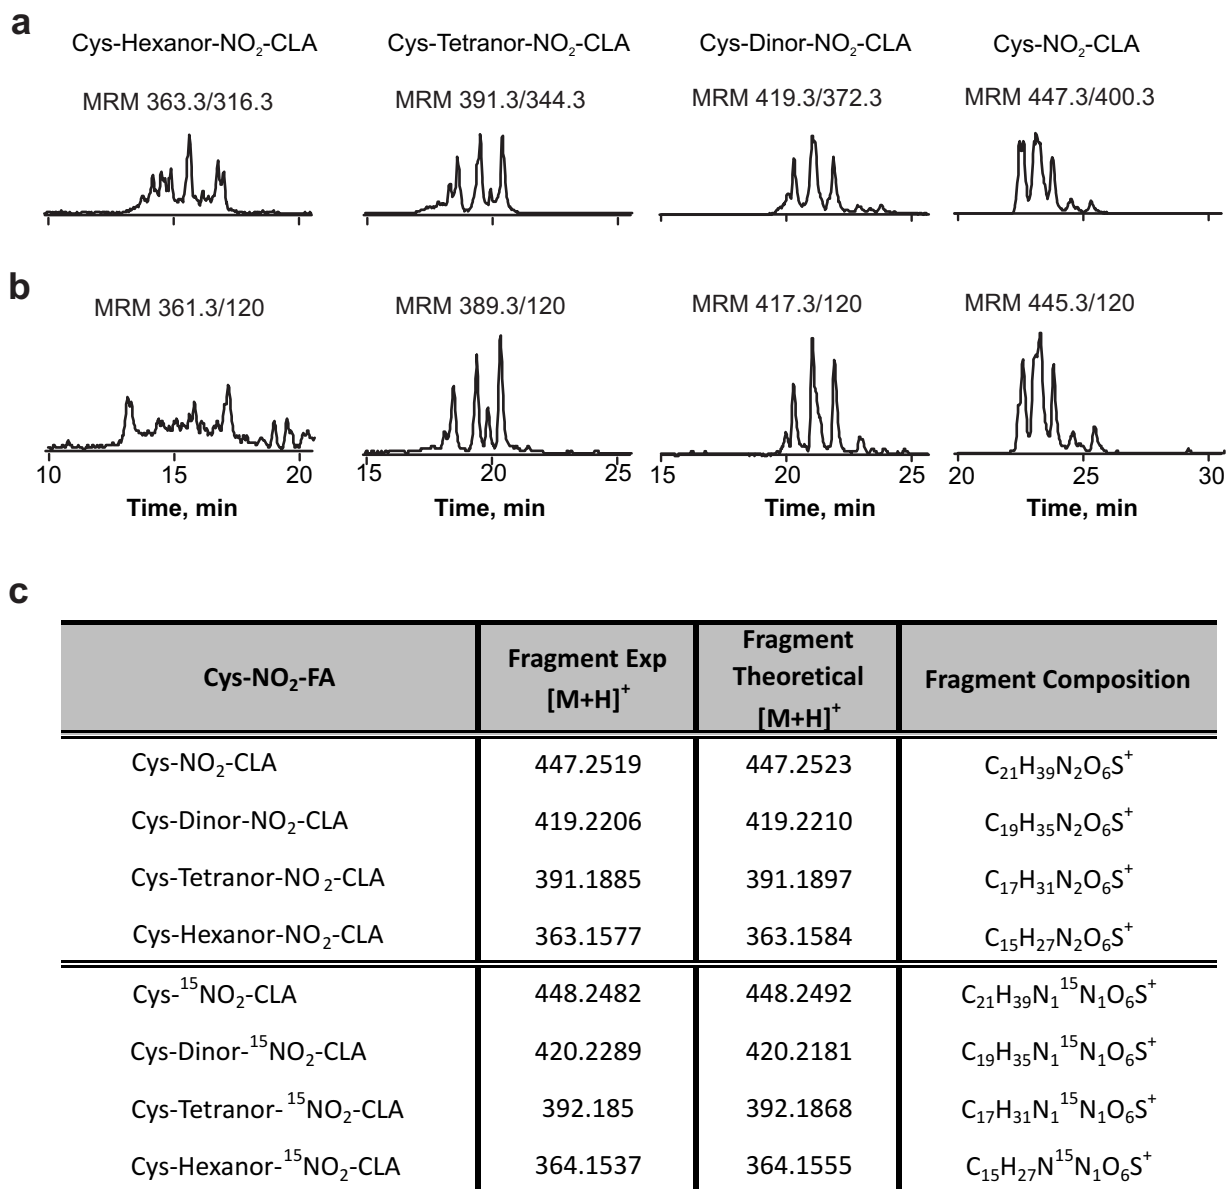 a
Cys-Hexanor-NO₂-CLA Cys-Tetranor-NO₂-CLA Cys-Dinor-NO₂-CLA Cys-NO₂-CLA
MRM 363.3/316.3 MRM 391.3/344.3 MRM 419.3/372.3 MRM 447.3/400.3
b
MRM 361.3/120 MRM 389.3/120 MRM 417.3/120 MRM 445.3/120
10 15 20 15 20 25 15 20 25 20 25 30
Time, min Time, min Time, min Time, min
c
Cys-NO₂-FA Fragment Exp [M+H]⁺ Fragment Theoretical [M+H]⁺ Fragment Composition
Cys-NO₂-CLA 447.2519 447.2523 C₂₁H₃₉N₂O₆S⁺
Cys-Dinor-NO₂-CLA 419.2206 419.2210 C₁₉H₃₅N₂O₆S⁺
Cys-Tetranor-NO₂-CLA 391.1885 391.1897 C₁₇H₃₁N₂O₆S⁺
Cys-Hexanor-NO₂-CLA 363.1577 363.1584 C₁₅H₂₇N₂O₆S⁺
Cys-¹⁵NO₂-CLA 448.2482 448.2492 C₂₁H₃₉N₁¹⁵N₁O₆S⁺
Cys-Dinor-¹⁵NO₂-CLA 420.2289 420.2181 C₁₉H₃₅N₁¹⁵N₁O₆S⁺
Cys-Tetranor-¹⁵NO₂-CLA 392.185 392.1868 C₁₇H₃₁N₁¹⁵N₁O₆S⁺
Cys-Hexanor-¹⁵NO₂-CLA 364.1537 364.1555 C₁₅H₂₇N¹⁵N₁O₆S⁺